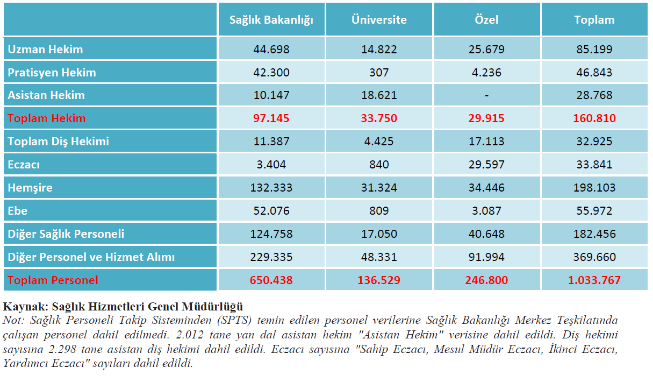 Sağlık Bakanlığı Üniversite Özel Toplam
Uzman Hekim 44.698 14.822 25.679 85.199
Pratisyen Hekim 42.300 307 4.236 46.843
Asistan Hekim 10.147 18.621 - 28.768
Toplam Hekim 97.145 33.750 29.915 160.810
Toplam Diş Hekimi 11.387 4.425 17.113 32.925
Eczacı 3.404 840 29.597 33.841
Hemşire 132.333 31.324 34.446 198.103
Ebe 52.076 809 3.087 55.972
Diğer Sağlık Personeli 124.758 17.050 40.648 182.456
Diğer Personel ve Hizmet Alımı 229.335 48.331 91.994 369.660
Toplam Personel 650.438 136.529 246.800 1.033.767
Kaynak: Sağlık Hizmetleri Genel Müdürlüğü
Not: Sağlık Personeli Takip Sisteminden (SPTS) temin edilen personel verilerine Sağlık Bakanlığı Merkez Teşkilatında
çalışan personel dahil edilmedi. 2.012 tane yan dal asistan hekim "Asistan Hekim" verisine dahil edildi. Diş hekimi
sayısına 2.298 tane asistan diş hekimi dahil edildi. Eczacı sayısına "Sahip Eczacı, Mesul Müdür Eczacı, İkinci Eczacı,
Yardımcı Eczacı" sayıları dahil edildi.